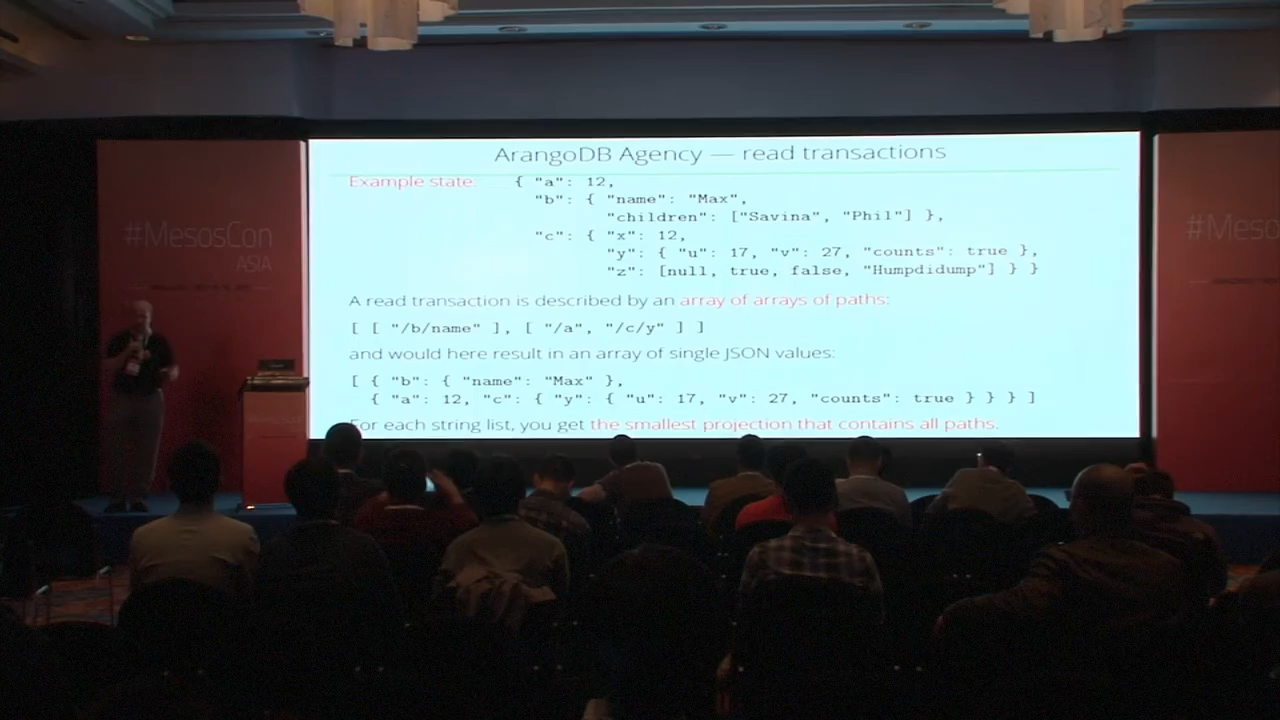 ArangoDB Agency — read transactions
Example state: { "a": 12,
"b": { "name": "Max",
"children": ["Savina", "Phil"] },
"c": { "x": 12,
"y": { "u": 17, "v": 27, "counts": true },
"z": [null, true, false, "Humpdidump"] } }
A read transaction is described by an array of arrays of paths:
[ [ "/b/name" ], [ "/a", "/c/y" ] ]
and would here result in an array of single JSON values:
[ { "b": { "name": "Max" },
{ "a": 12, "c": { "y": { "u": 17, "v": 27, "counts": true } } } ]
For each string list, you get the smallest projection that contains all paths.
#MesosCon
ASIA
#Meso